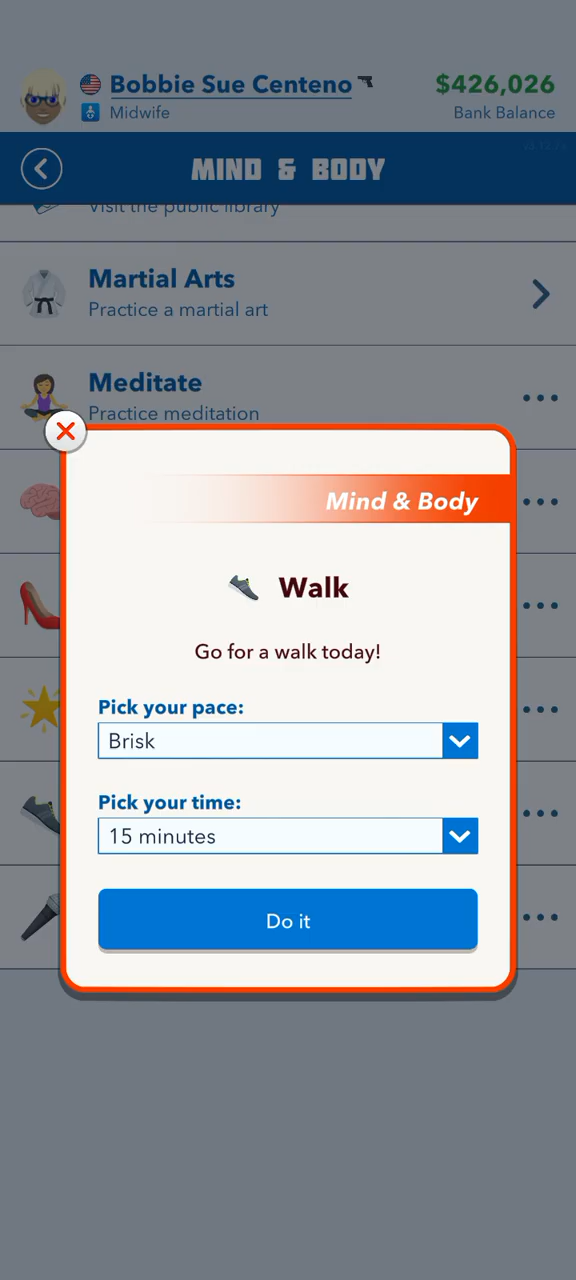 Bobbie Sue Centeno
$426,026
Midwife
Bank Balance
MIND & BODY
Visit the public library
Martial Arts
Practice a martial art
Meditate
Practice meditation
Mind & Body
Walk
Go for a walk today!
Pick your pace:
Brisk
Pick your time:
15 minutes
Do it